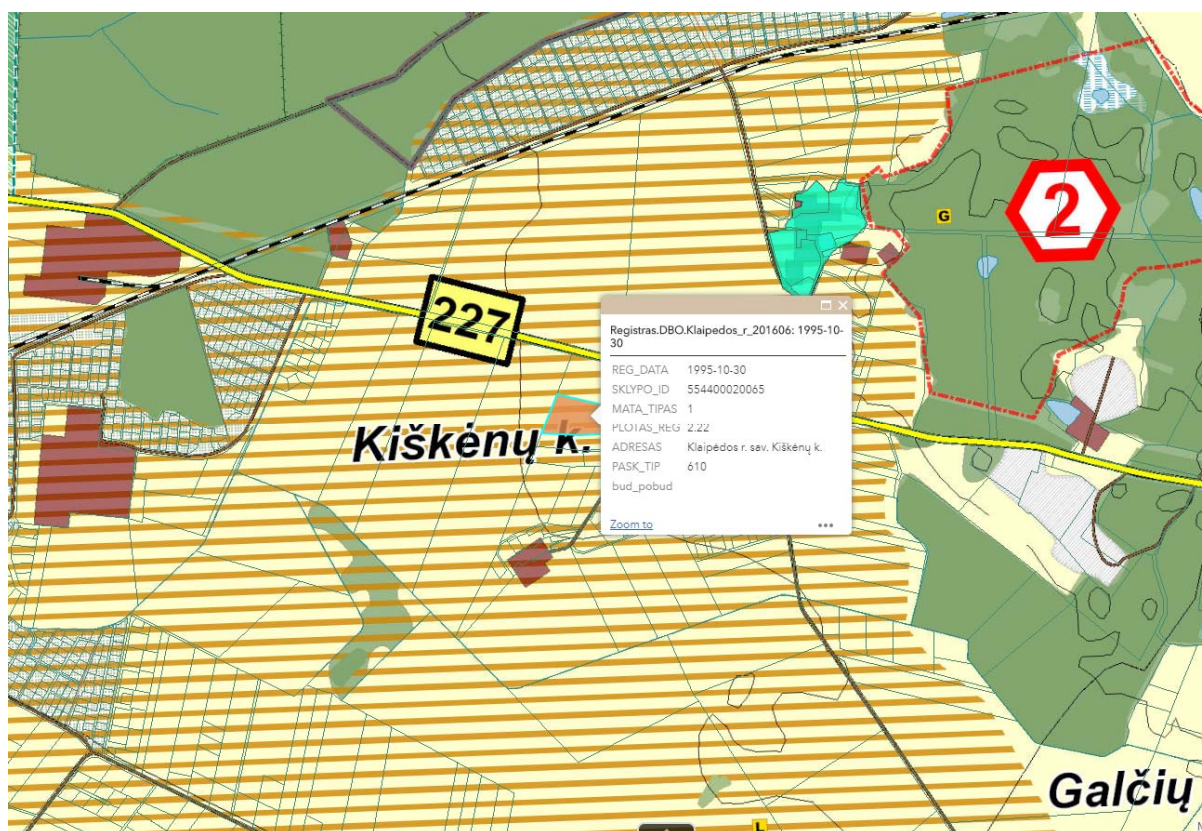 2
G
227
Registras.DBO.Klaipedos_r_201606: 1995-10-
30
REG_DATA 1995-10-30
SKLYPO_ID 554400020065
MATA_TIPAS 1
PLOTAS_REG 2.22
ADRESAS Klaipėdos r. sav. Kiškėnų k.
PASK_TIP 610
bud_pobud
Zoom to
Kiškėnų k.
Galčių
L